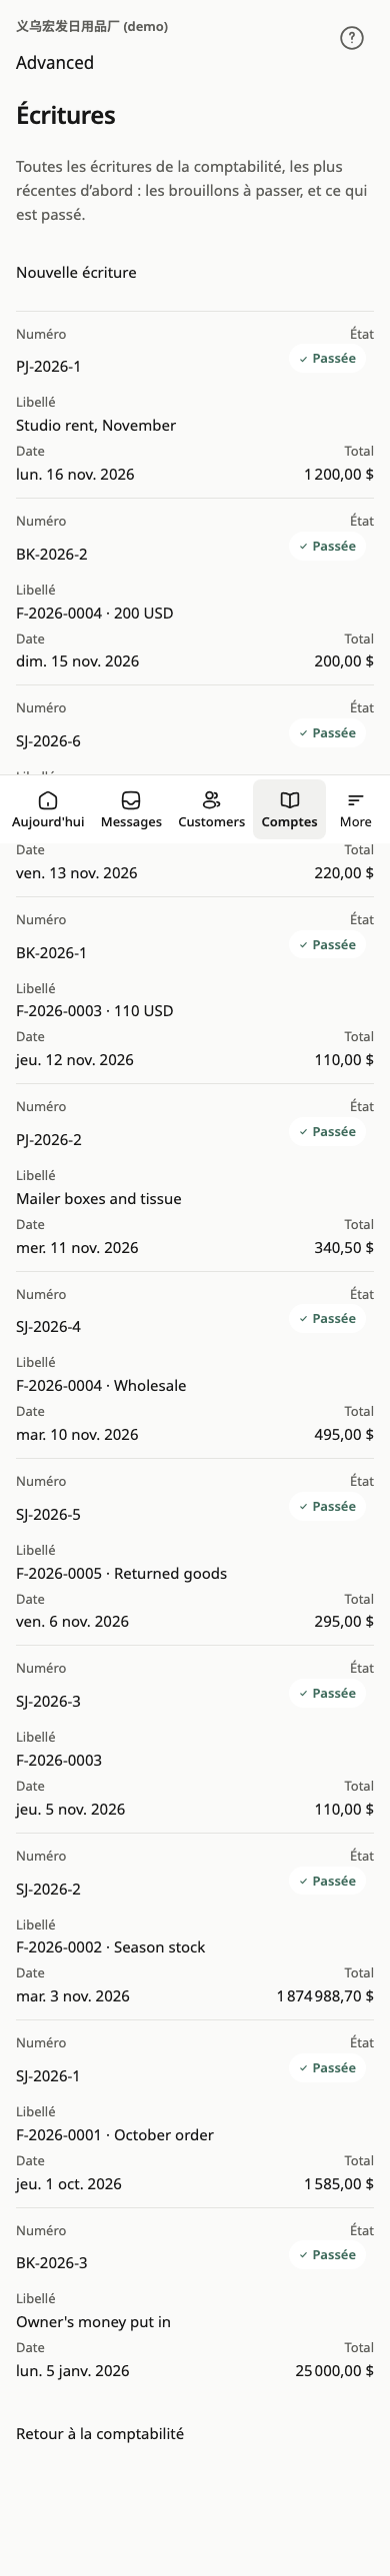 义乌宏发日用品厂 (demo)
Advanced
Écritures
Toutes les écritures de la comptabilité, les plus
récentes d’abord : les brouillons à passer, et ce qui
est passé.
Nouvelle écriture
Numéro État
PJ-2026-1 Passée
Libellé
Studio rent, November
Date Total
lun. 16 nov. 2026 1 200,00 $
Numéro État
BK-2026-2 Passée
Libellé
F-2026-0004 · 200 USD
Date Total
dim. 15 nov. 2026 200,00 $
Numéro État
SJ-2026-6 Passée
Aujourd'hui Messages Customers Comptes More
Date Total
ven. 13 nov. 2026 220,00 $
Numéro État
BK-2026-1 Passée
Libellé
F-2026-0003 · 110 USD
Date Total
jeu. 12 nov. 2026 110,00 $
Numéro État
PJ-2026-2 Passée
Libellé
Mailer boxes and tissue
Date Total
mer. 11 nov. 2026 340,50 $
Numéro État
SJ-2026-4 Passée
Libellé
F-2026-0004 · Wholesale
Date Total
mar. 10 nov. 2026 495,00 $
Numéro État
SJ-2026-5 Passée
Libellé
F-2026-0005 · Returned goods
Date Total
ven. 6 nov. 2026 295,00 $
Numéro État
SJ-2026-3 Passée
Libellé
F-2026-0003
Date Total
jeu. 5 nov. 2026 110,00 $
Numéro État
SJ-2026-2 Passée
Libellé
F-2026-0002 · Season stock
Date Total
mar. 3 nov. 2026 1 874 988,70 $
Numéro État
SJ-2026-1 Passée
Libellé
F-2026-0001 · October order
Date Total
jeu. 1 oct. 2026 1 585,00 $
Numéro État
BK-2026-3 Passée
Libellé
Owner's money put in
Date Total
lun. 5 janv. 2026 25 000,00 $
Retour à la comptabilité